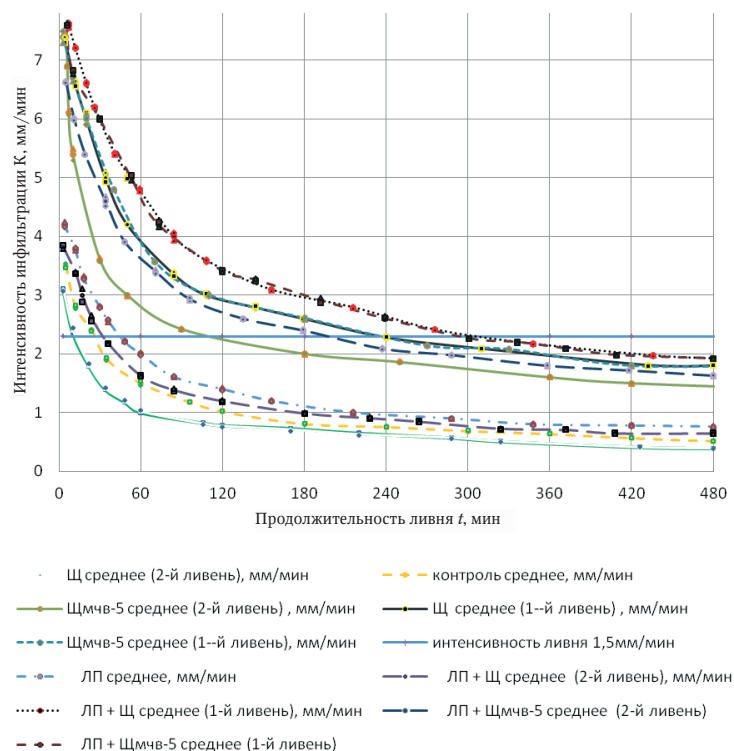 Интенсивность инфильтрации K, мм/мин
7
6
5
4
3
2
1
0
0 60 120 180 240 300 360 420 480
Продолжительность ливня t, мин
Щ среднее (2-й ливень), мм/мин
контроль среднее, мм/мин
Щмчв-5 среднее (2-й ливень) , мм/мин
Щ среднее (1--й ливень) , мм/мин
Щмчв-5 среднее (1--й ливень), мм/мин
интенсивность ливня 1,5мм/мин
ЛП среднее, мм/мин
ЛП + Щ среднее (2-й ливень), мм/мин
ЛП + Щ среднее (1-й ливень), мм/мин
ЛП + Щмчв-5 среднее (2-й ливень)
ЛП + Щмчв-5 среднее (1-й ливень)